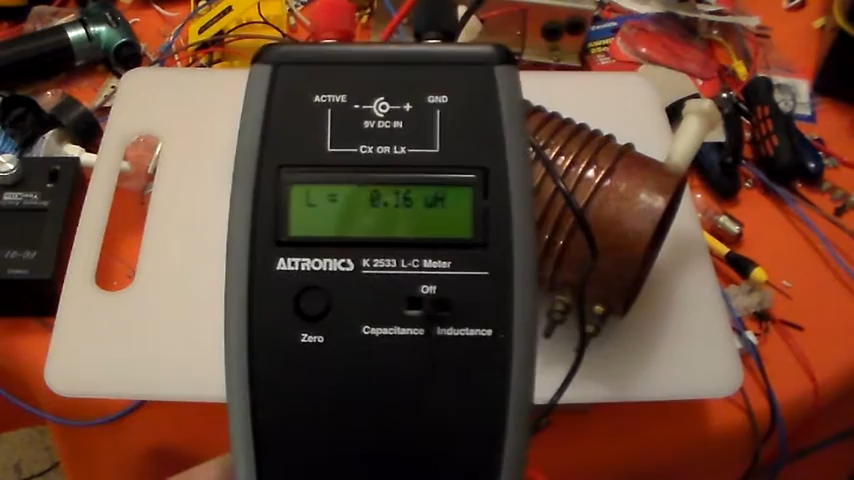 ACTIVE - + GND
9V DC IN
Cx OR Lx
L = 0.16 uH
ALTRONICS K 2533 L-C Meter
Off
Zero Capacitance Inductance